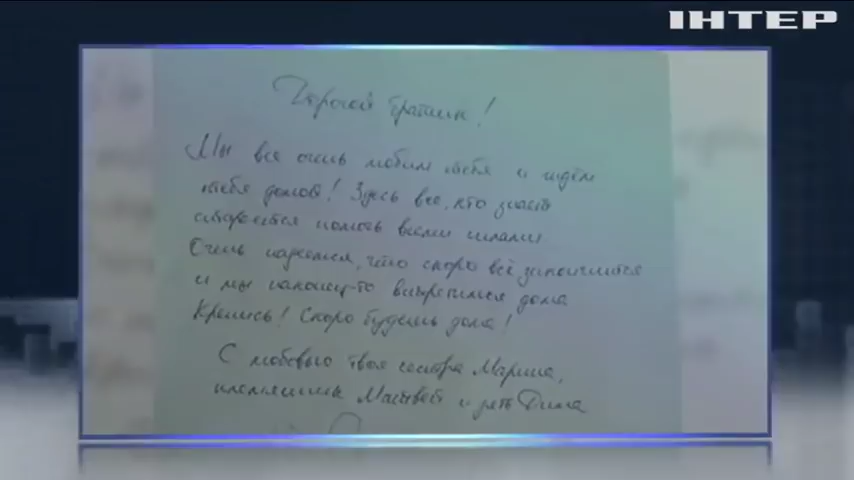 ІНТЕР
Дорогой братик!
Мы все очень любим тебя и ждём
тебя домой! Здесь все, кто знает
старается помочь всеми силами
Очень надеемся, что скоро всё закончится
и мы наконец-то встретимся дома
Крепись! Скоро будешь дома!
С любовью твоя сестра Марина,
племянник Матвей и зять Дима